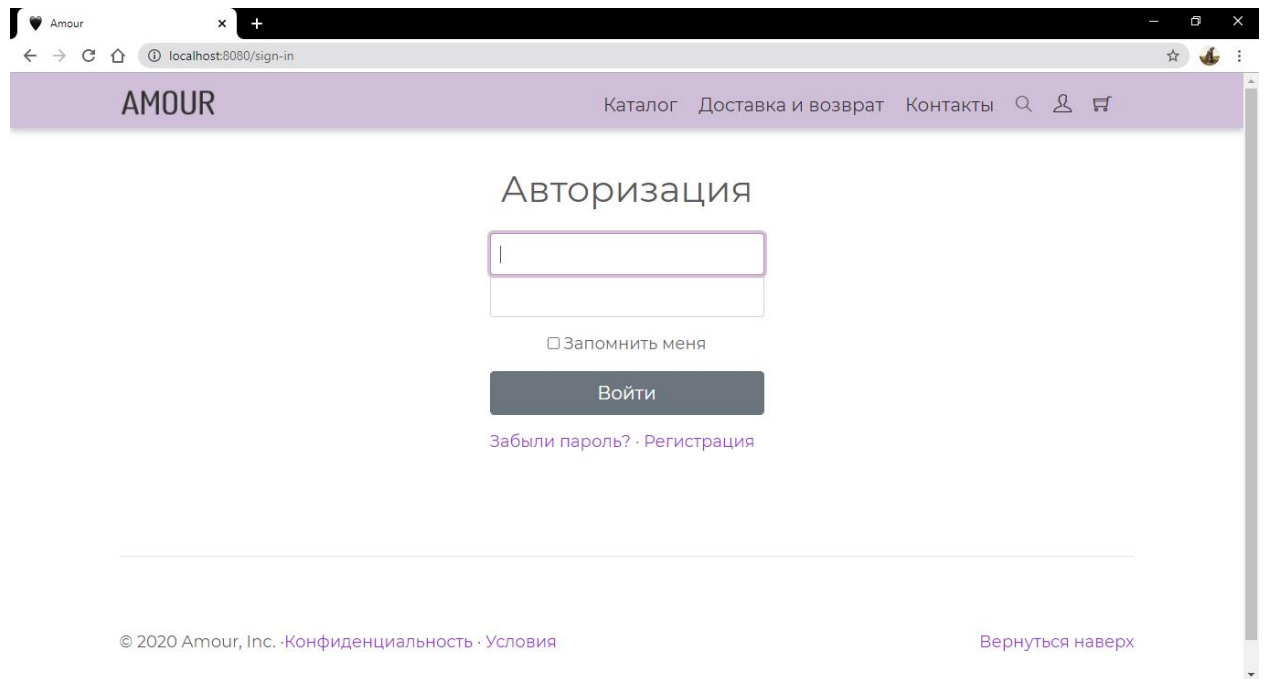 Amour
localhost:8080/sign-in
AMOUR Каталог Доставка и возврат Контакты
Авторизация
Запомнить меня
Войти
Забыли пароль? · Регистрация
© 2020 Amour, Inc. ·Конфиденциальность · Условия Вернуться наверх